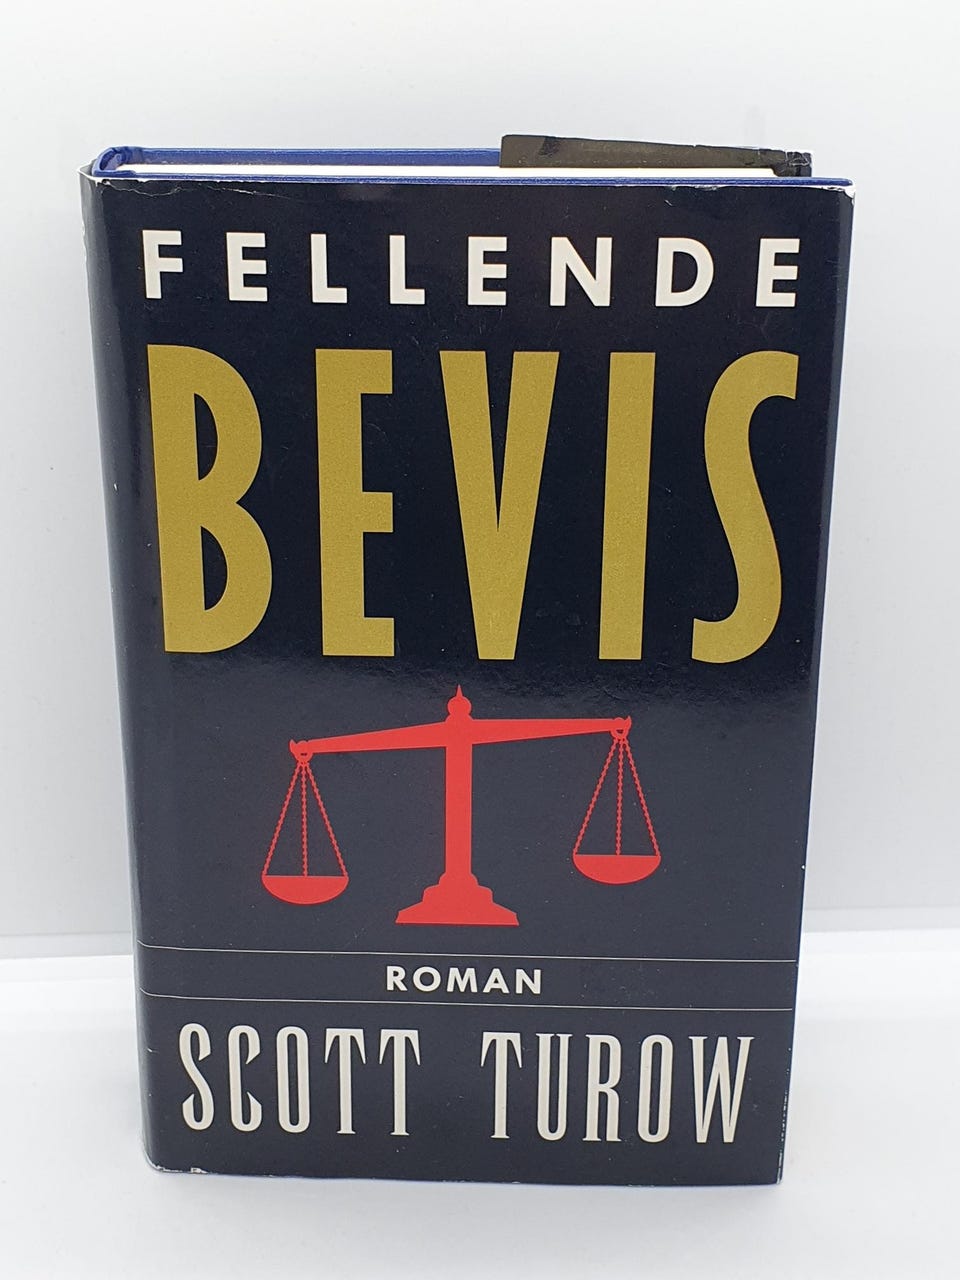 FELLENDE
BEVIS
ROMAN
SCOTT TUROW